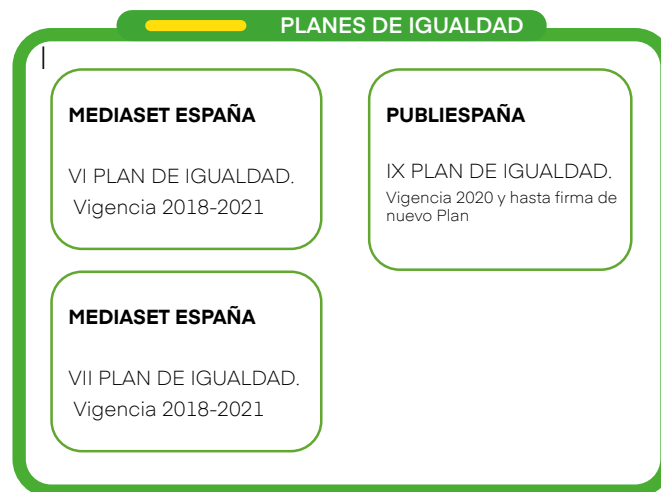 PLANES DE IGUALDAD
MEDIASET ESPAÑA
VI PLAN DE IGUALDAD.
Vigencia 2018-2021
PUBLIESPAÑA
IX PLAN DE IGUALDAD.
Vigencia 2020 y hasta firma de
nuevo Plan
MEDIASET ESPAÑA
VII PLAN DE IGUALDAD.
Vigencia 2018-2021